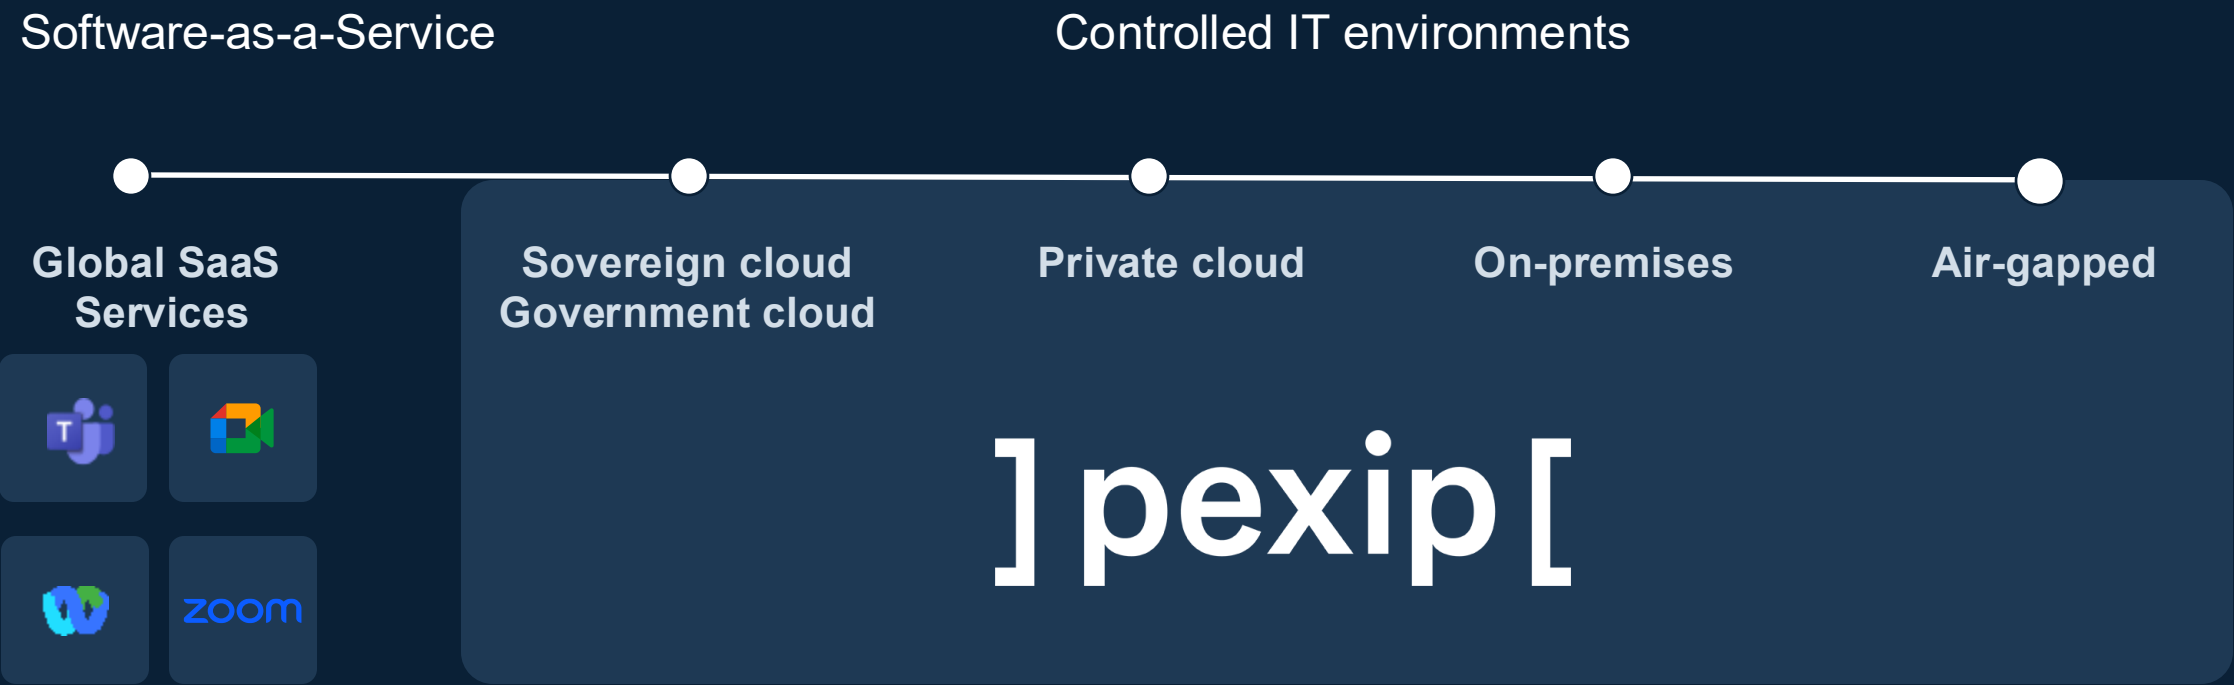 Software-as-a-Service
Controlled IT environments
Global SaaS
Services
Sovereign cloud
Government cloud
Private cloud
On-premises
Air-gapped
T
zoom
]pexip[